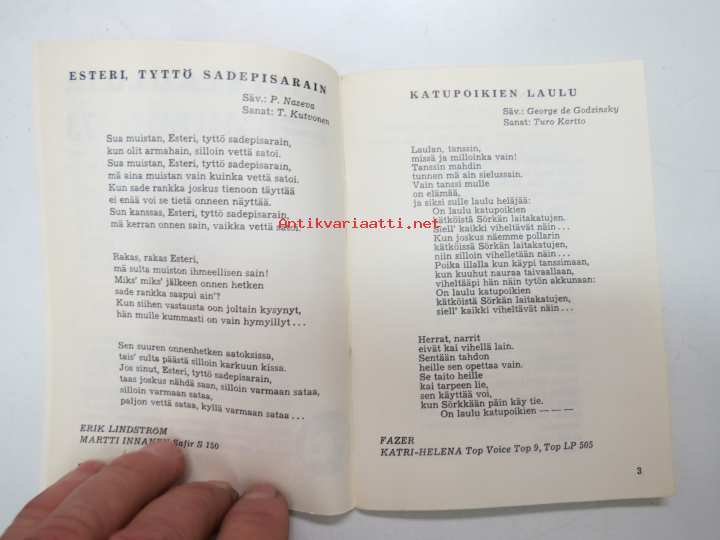 ESTERI, TYTTÖ SADEPISARAIN
Säv.: P. Nazeva
Sanat: T. Kutvonen
Sua muistan, Esteri, tyttö sadepisarain,
kun olit armahain, silloin vettä satoi.
Sua muistan, Esteri, tyttö sadepisarain,
mä aina muistan vain kuinka vettä satoi.
Kun sade rankka joskus tienoon täyttää
ei enää voi se tietä onneen näyttää.
Sun kanssas, Esteri, tyttö sadepisarain,
mä kerran onnen sain, vaikka vettä satoi.
Rakas, rakas Esteri,
mä sulta muiston ihmeellisen sain!
Miks' miks' jälkeen onnen hetken
sade rankka saapui ain'?
Kun siihen vastausta oon joltain kysynyt,
hän mulle kummasti on vain hymyillyt...
Sen suuren onnenhetken aatoksissa,
tais' sulta päästä silloin karkuun kissa.
Jos sinut, Esteri, tyttö sadepisarain,
taas joskus nähdä saan, silloin varmaan sataa,
silloin varmaan sataa,
paljon vettä sataa, kyllä varmaan sataa...
ERIK LINDSTRÖM
MARTTI INNANEN Safir S 150
KATUPOIKIEN LAULU
Säv.: George de Godzinsky
Sanat: Turo Kartto
Laulan, tanssin,
missä ja milloinka vain!
Tanssin mahdin
tunnen mä ain sielussain.
Vain tanssi mulle
on elämää,
ja siksi sulle laulu heläjää:
On laulu katupoikien
kätköistä Sörkän laitakatujen.
Siell' kaikki viheltävät näin...
Kun joskus näemme pollarin
kätköissä Sörkän laitakatujen,
niin silloin vihelletään näin...
Poika illalla kun käypi tanssimaan,
kun kuuhut nauraa taivaallaan,
viheltääpi hän näin tytön akkunaan:
On laulu katupoikien
kätköistä Sörkän laitakatujen,
siell' kaikki viheltävät näin...
Herrat, narrit
eivät kai vihellä lain.
Sentään tahdon
heille sen opettaa vain.
Se taito heille
kai tarpeen lie,
sen käyttää voi,
kun Sörkkään päin käy tie.
On laulu katupoikien — — —
FAZER
KATRI-HELENA Top Voice Top 9, Top LP 505
3
Antikvariaatti.net